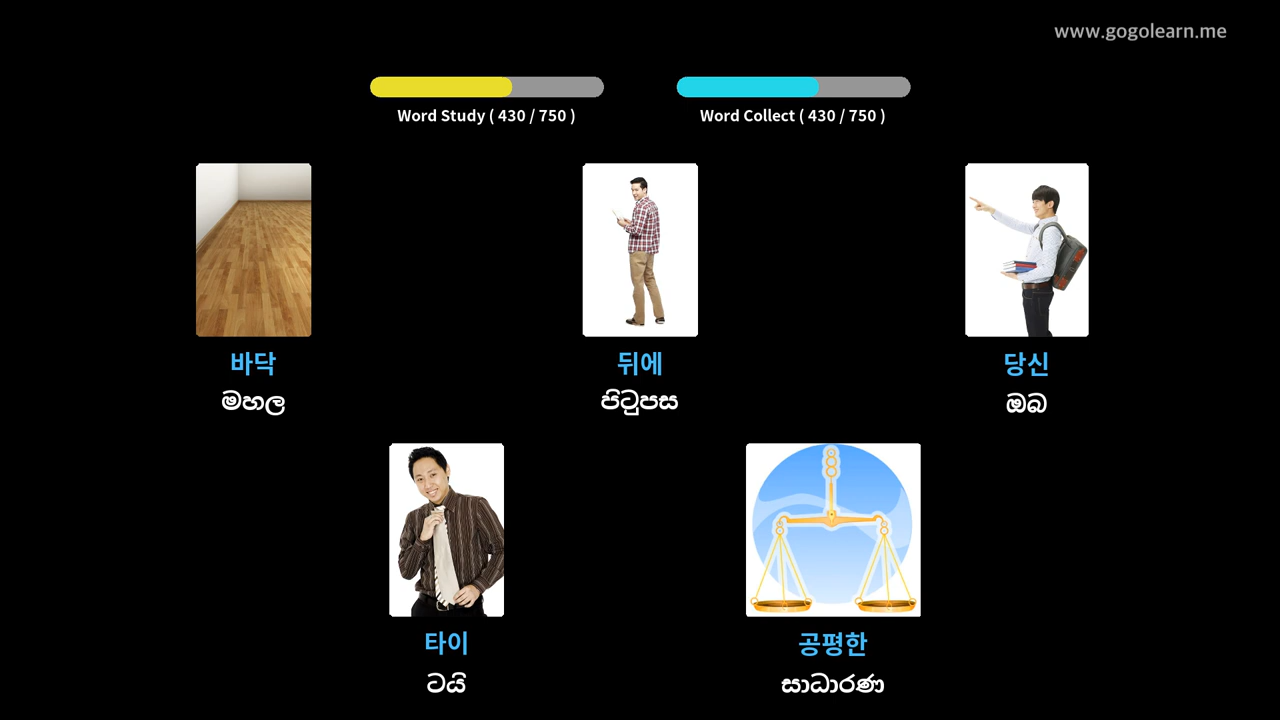 www.gogolearn.me
Word Study ( 430 / 750 )
Word Collect ( 430 / 750 )
바닥
මහල
뒤에
පිටුපස
당신
ඔබ
타이
ටයි
공평한
සාධාරණ